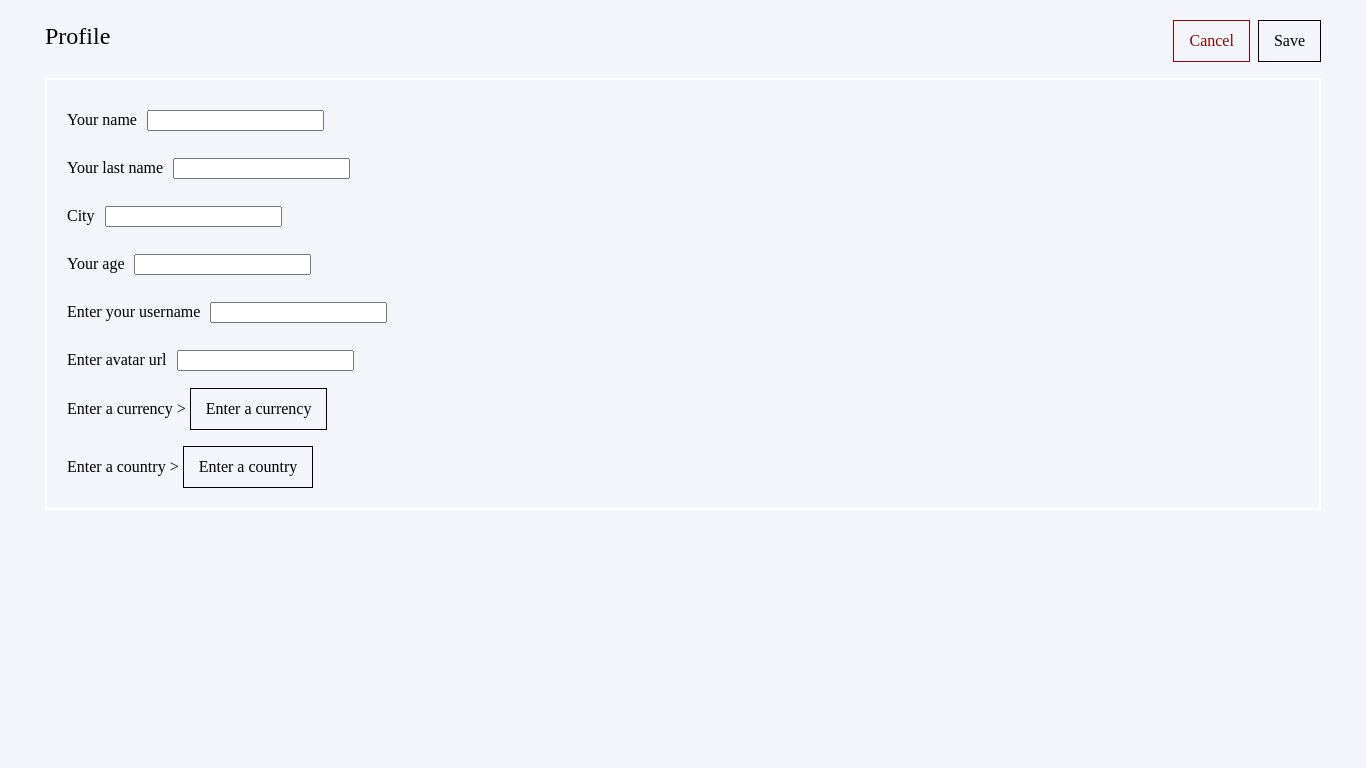 Profile
Cancel
Save
Your name
Your last name
City
Your age
Enter your username
Enter avatar url
Enter a currency > Enter a currency
Enter a country > Enter a country